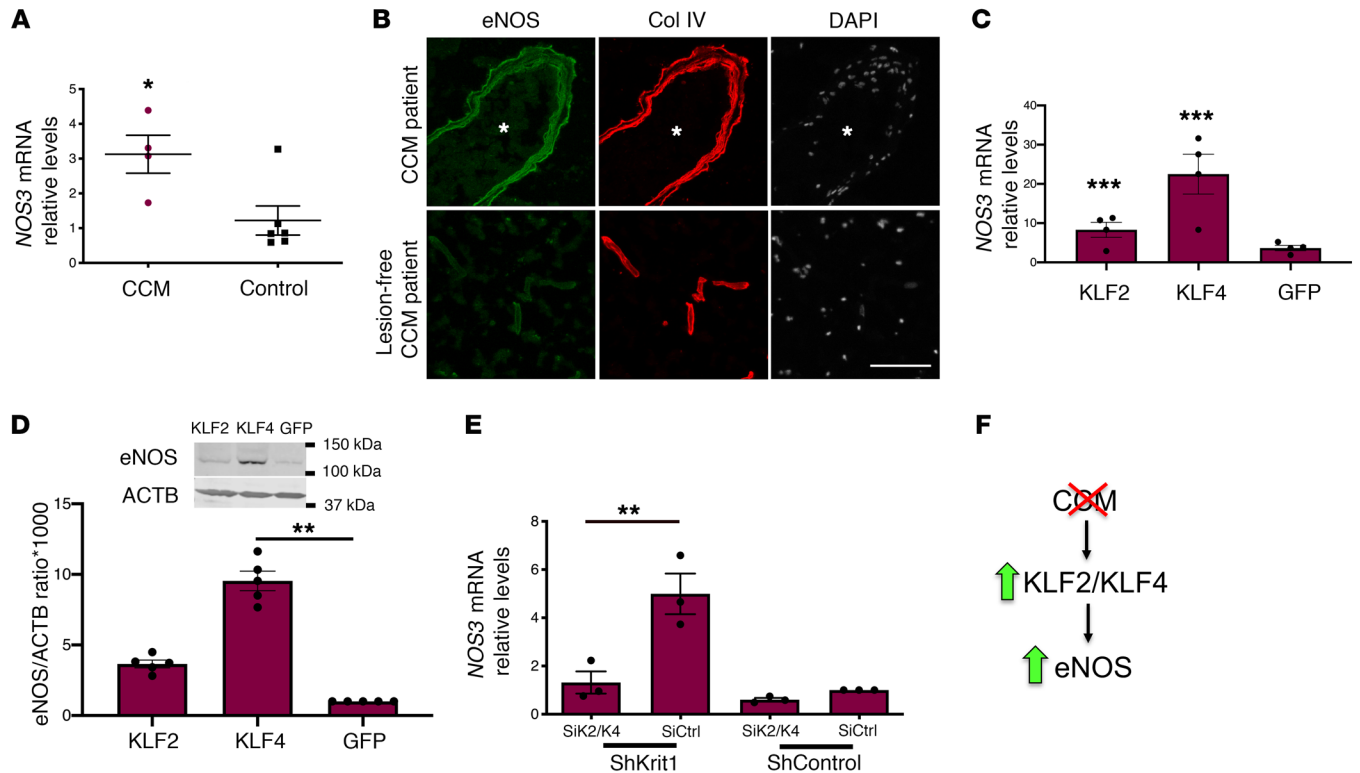 A
NOS3 mRNA
relative levels
5
4
3
2
1
0
*
CCM
Control
B
eNOS
Col IV
DAPI
CCM patient
* * *
Lesion-free
CCM patient
C
NOS3 mRNA
relative levels
40
30
20
10
0
***
***
KLF2
KLF4
GFP
D
KLF2 KLF4 GFP
eNOS
150 kDa
100 kDa
ACTB
37 kDa
eNOS/ACTB ratio*1000
15
10
5
0
**
KLF2
KLF4
GFP
E
NOS3 mRNA
relative levels
8
6
4
2
0
**
SiK2/K4
SiCtrl
SiK2/K4
SiCtrl
ShKrit1
ShControl
F
CCM
KLF2/KLF4
eNOS